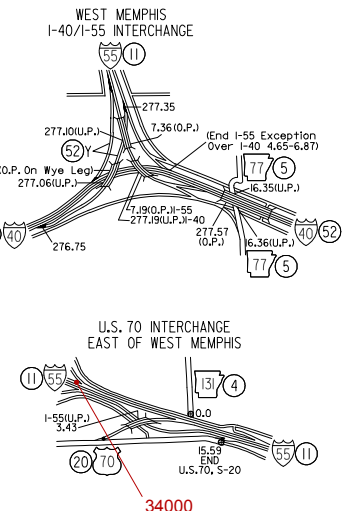 WEST MEMPHIS
I-40/I-55 INTERCHANGE
55 11
277.35
277.10(U.P.)
7.36(O.P.)
52Y
(End I-55 Exception
Over I-40 4.65-6.87)
77 5
(O.P. On Wye Leg)
277.06(U.P.)
16.35(U.P.)
7.19(O.P.)I-55
277.19(U.P.)I-40
277.57
(O.P.)
16.36(U.P.)
40
276.75
40 52
77 5
U.S. 70 INTERCHANGE
EAST OF WEST MEMPHIS
11 55
131 4
I-55(U.P.)
3.43
0.0
20 70
15.59
END
U.S.70, S-20
55 11
34000